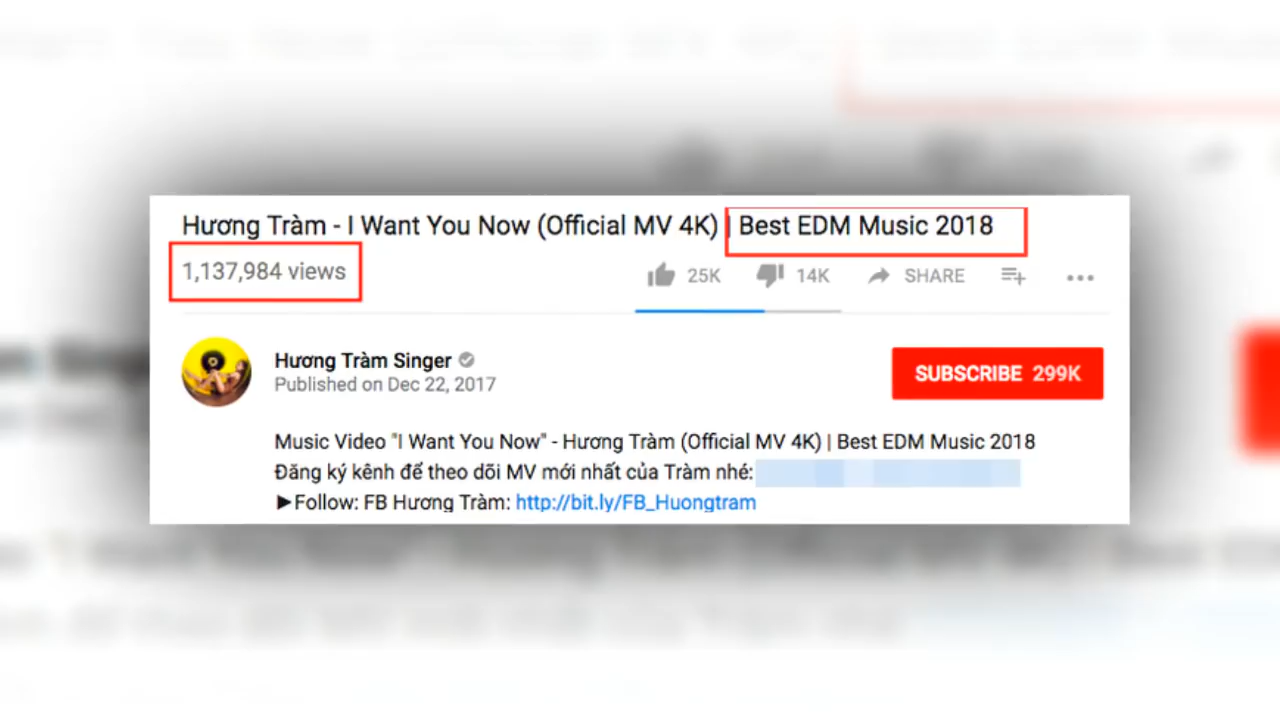 Hương Tràm - I Want You Now (Official MV 4K) | Best EDM Music 2018
1,137,984 views
25K 14K SHARE
Hương Tràm Singer
Published on Dec 22, 2017
SUBSCRIBE 299K
Music Video "I Want You Now" - Hương Tràm (Official MV 4K) | Best EDM Music 2018
Đăng ký kênh để theo dõi MV mới nhất của Tràm nhé:
►Follow: FB Hương Tràm: http://bit.ly/FB_Huongtram